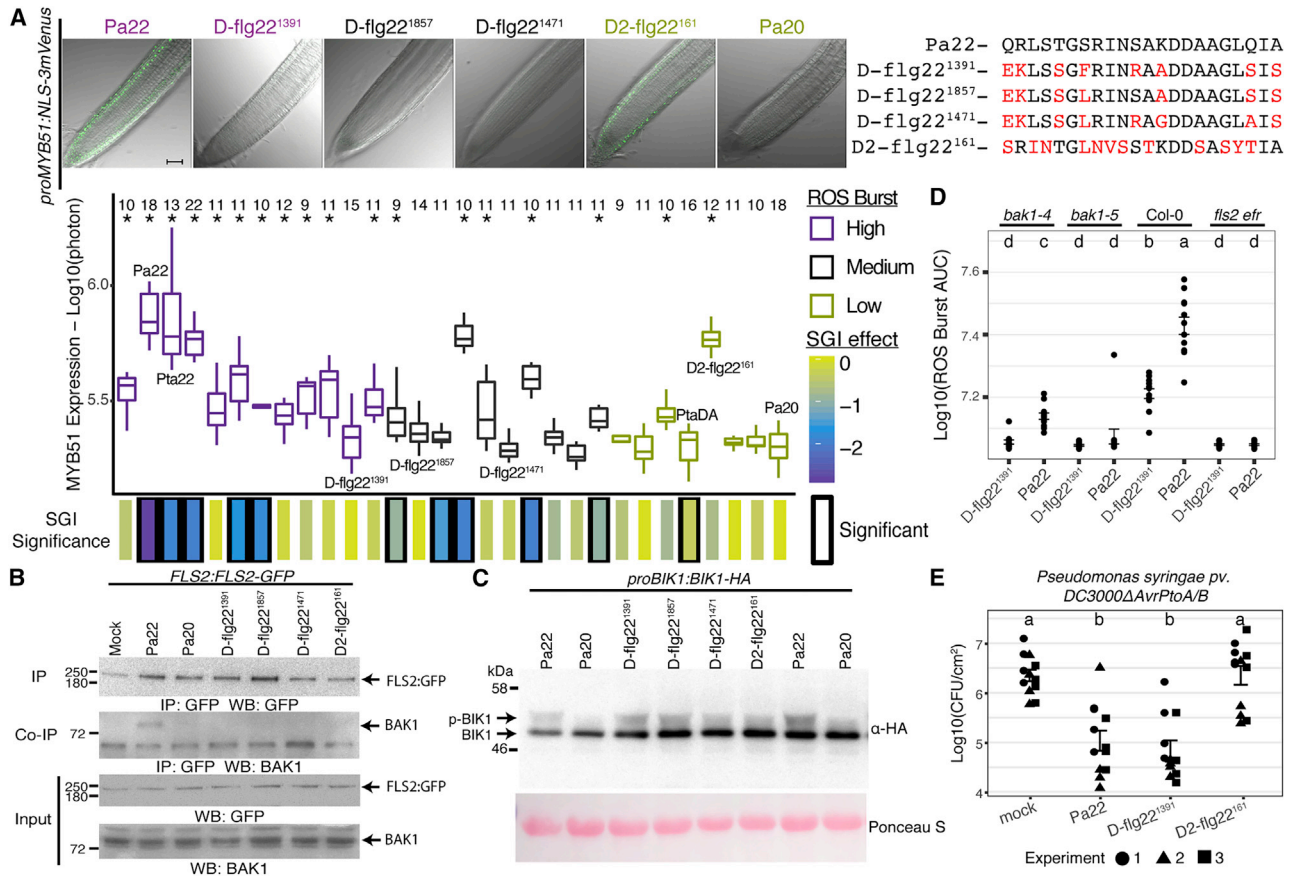 A
Pa22 D-flg22¹³⁹¹ D-flg22¹⁸⁵⁷ D-flg22¹⁴⁷¹ D2-flg22¹⁶¹ Pa20
proMYB51:NLS-3mVenus
Pa22– QRLSTGSRINSAKDDAAGLQIA
D-flg22¹³⁹¹– EKLSSGFRINRAADDAAGLSIS
D-flg22¹⁸⁵⁷– EKLSSGLRINSAADDAAGLSIS
D-flg22¹⁴⁷¹– EKLSSGLRINRAGDDAAGLAIS
D2-flg22¹⁶¹– SRINTGLNVSSTKDDSASYTIA
10 18 13 22 11 11 10 12 9 11 15 11 9 14 11 10 11 11 10 11 11 11 9 11 10 16 12 11 10 18
* * * * * * * * * * * * * * * * * *
MYB51 Expression – Log10(photon)
6.0
5.5
Pa22
Pta22
D-flg22¹³⁹¹
D-flg22¹⁸⁵⁷
D-flg22¹⁴⁷¹
D2-flg22¹⁶¹
PtaDA
Pa20
ROS Burst
High
Medium
Low
SGI effect
0
−1
−2
SGI
Significance
Significant
B
FLS2:FLS2-GFP
Mock Pa22 Pa20 D-flg22¹³⁹¹ D-flg22¹⁸⁵⁷ D-flg22¹⁴⁷¹ D2-flg22¹⁶¹
IP 250 180 FLS2:GFP
IP: GFP WB: GFP
Co-IP 72 BAK1
IP: GFP WB: BAK1
Input 250 180 FLS2:GFP
WB: GFP
72 BAK1
WB: BAK1
C
proBIK1:BIK1-HA
Pa22 Pa20 D-flg22¹³⁹¹ D-flg22¹⁸⁵⁷ D-flg22¹⁴⁷¹ D2-flg22¹⁶¹ Pa22 Pa20
kDa
58
p-BIK1
BIK1
46
α-HA
Ponceau S
D
bak1-4 bak1-5 Col-0 fls2 efr
d c d d b a d d
Log10(ROS Burst AUC)
7.6
7.4
7.2
D-flg22¹³⁹¹ Pa22 D-flg22¹³⁹¹ Pa22 D-flg22¹³⁹¹ Pa22 D-flg22¹³⁹¹ Pa22
E
Pseudomonas syringae pv.
DC3000ΔAvrPtoA/B
a b b a
Log10(CFU/cm²)
7
6
5
4
mock Pa22 D-flg22¹³⁹¹ D2-flg22¹⁶¹
Experiment 1 2 3